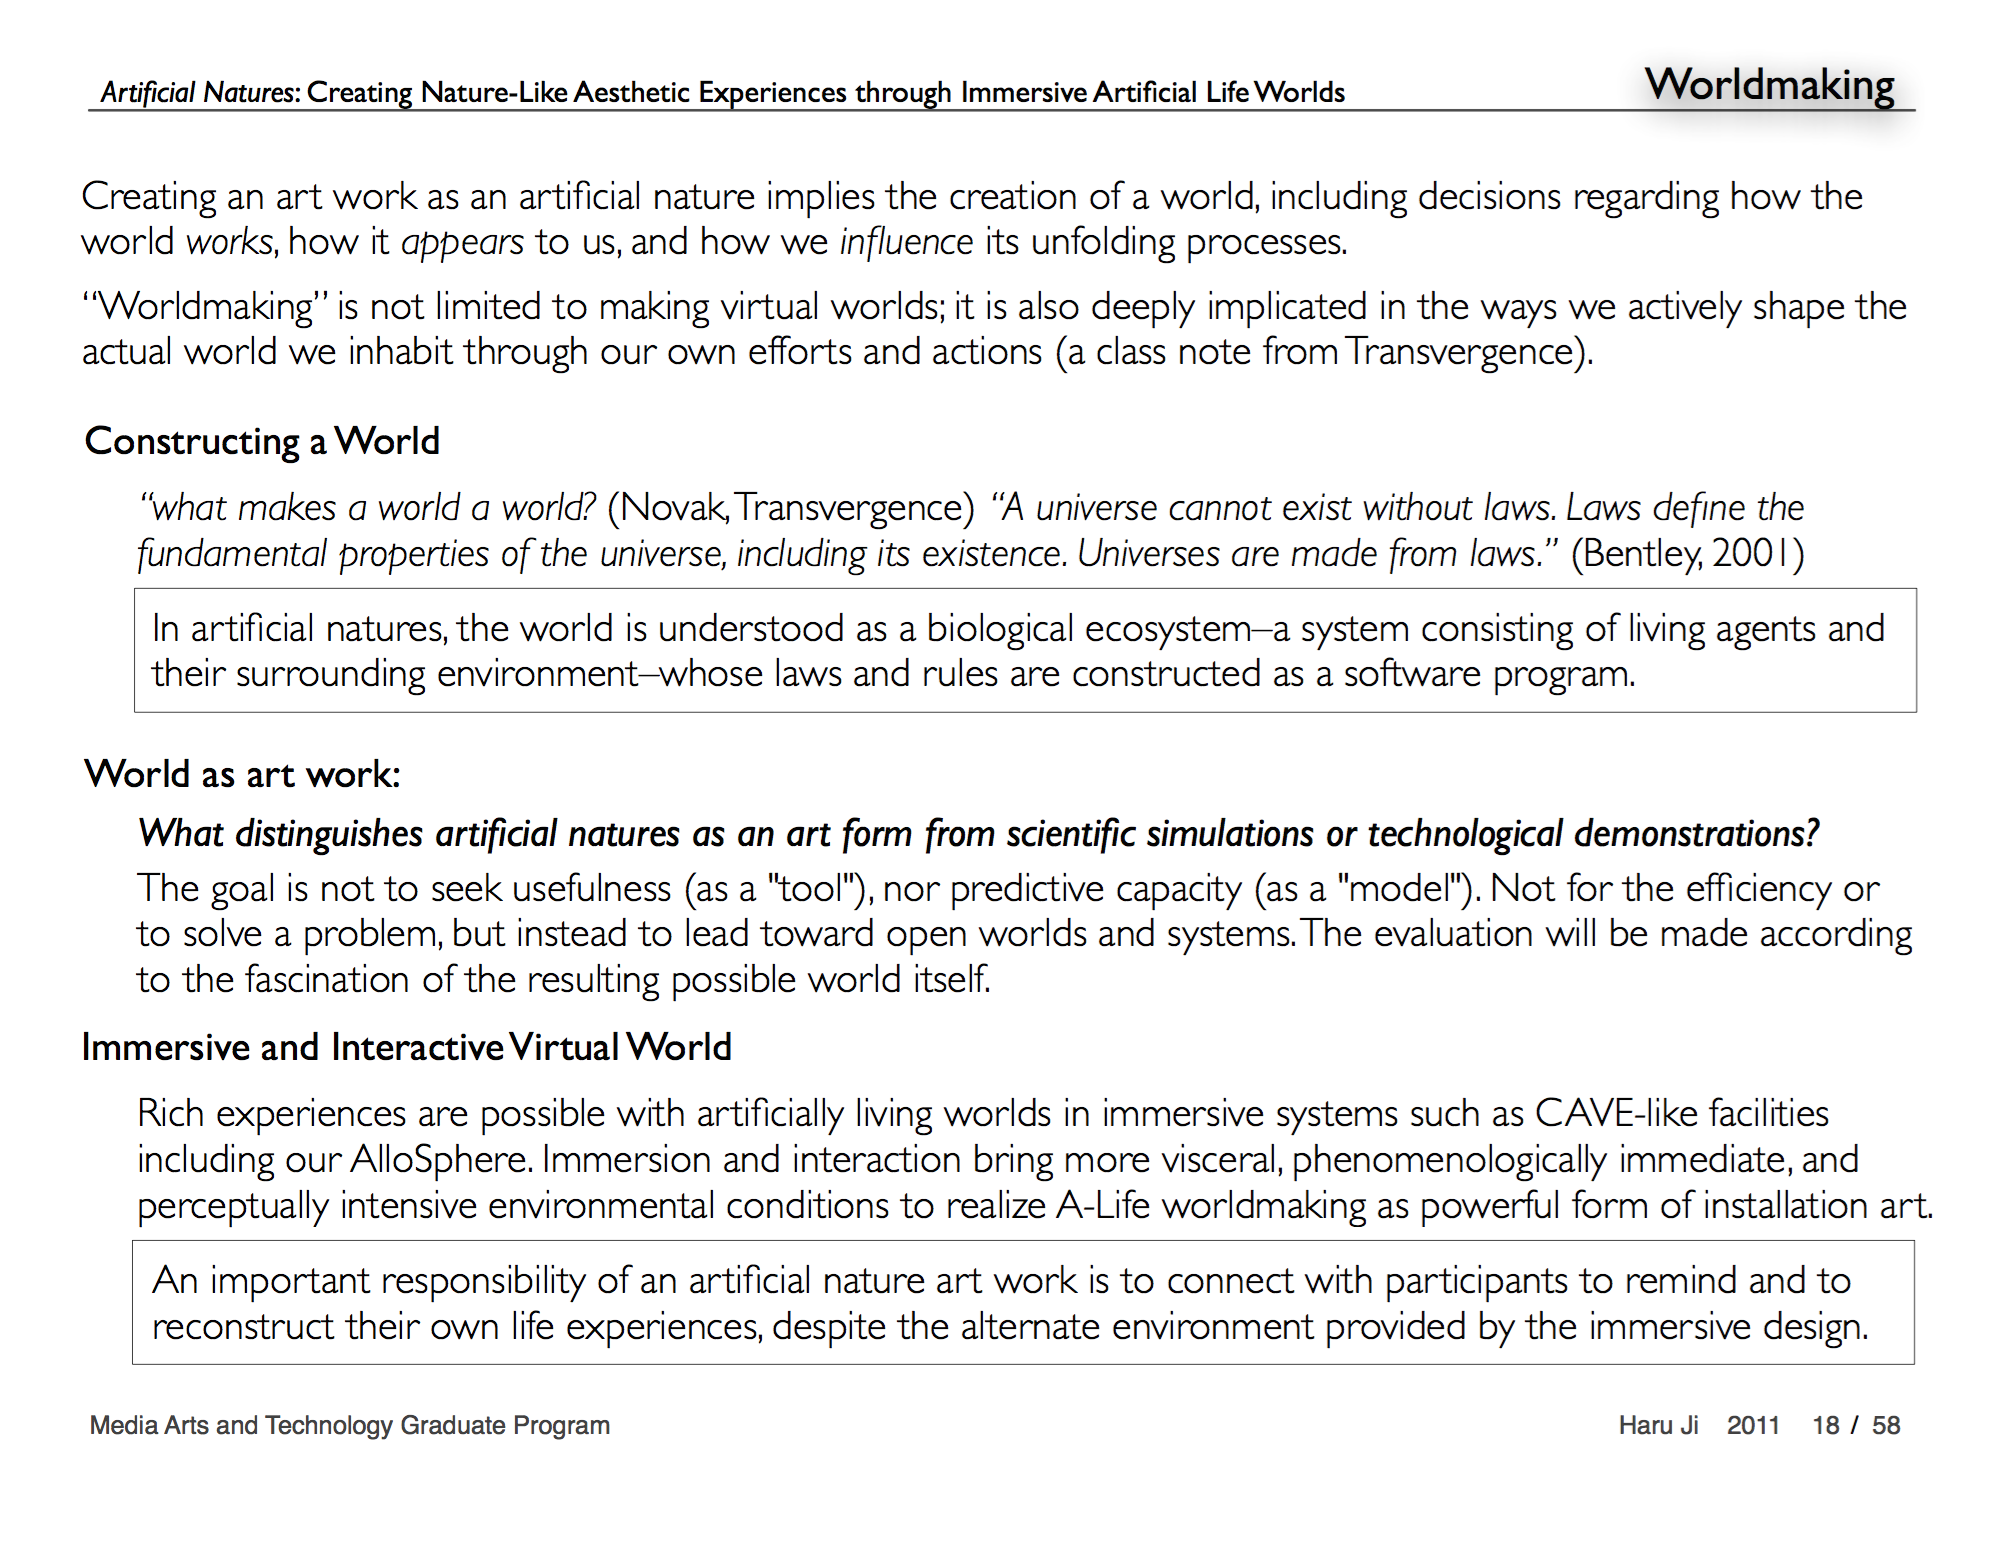 Artificial Natures: Creating Nature-Like Aesthetic Experiences through Immersive Artificial Life Worlds
Worldmaking
Creating an art work as an artificial nature implies the creation of a world, including decisions regarding how the
world works, how it appears to us, and how we influence its unfolding processes.
“Worldmaking” is not limited to making virtual worlds; it is also deeply implicated in the ways we actively shape the
actual world we inhabit through our own efforts and actions (a class note from Transvergence).
Constructing a World
“what makes a world a world? (Novak, Transvergence) “A universe cannot exist without laws. Laws define the
fundamental properties of the universe, including its existence. Universes are made from laws.” (Bentley, 2001)
In artificial natures, the world is understood as a biological ecosystem–a system consisting of living agents and
their surrounding environment–whose laws and rules are constructed as a software program.
World as art work:
What distinguishes artificial natures as an art form from scientific simulations or technological demonstrations?
The goal is not to seek usefulness (as a "tool"), nor predictive capacity (as a "model"). Not for the efficiency or
to solve a problem, but instead to lead toward open worlds and systems. The evaluation will be made according
to the fascination of the resulting possible world itself.
Immersive and Interactive Virtual World
Rich experiences are possible with artificially living worlds in immersive systems such as CAVE-like facilities
including our AlloSphere. Immersion and interaction bring more visceral, phenomenologically immediate, and
perceptually intensive environmental conditions to realize A-Life worldmaking as powerful form of installation art.
An important responsibility of an artificial nature art work is to connect with participants to remind and to
reconstruct their own life experiences, despite the alternate environment provided by the immersive design.
Media Arts and Technology Graduate Program
Haru Ji 2011 18 / 58